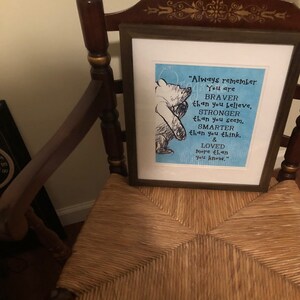 "Always remember
You are
BRAVER
than you believe,
STRONGER
than you seem,
SMARTER
than you think,
&
LOVED
more than
you know."